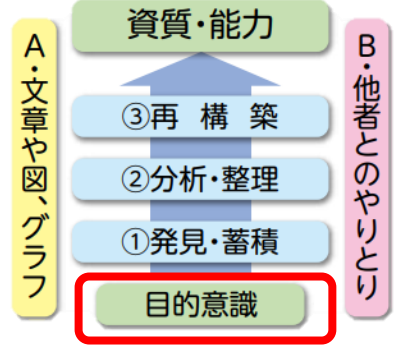 資質・能力
A・文章や図、グラフ
③再構築
②分析・整理
①発見・蓄積
目的意識
B・他者とのやりとり